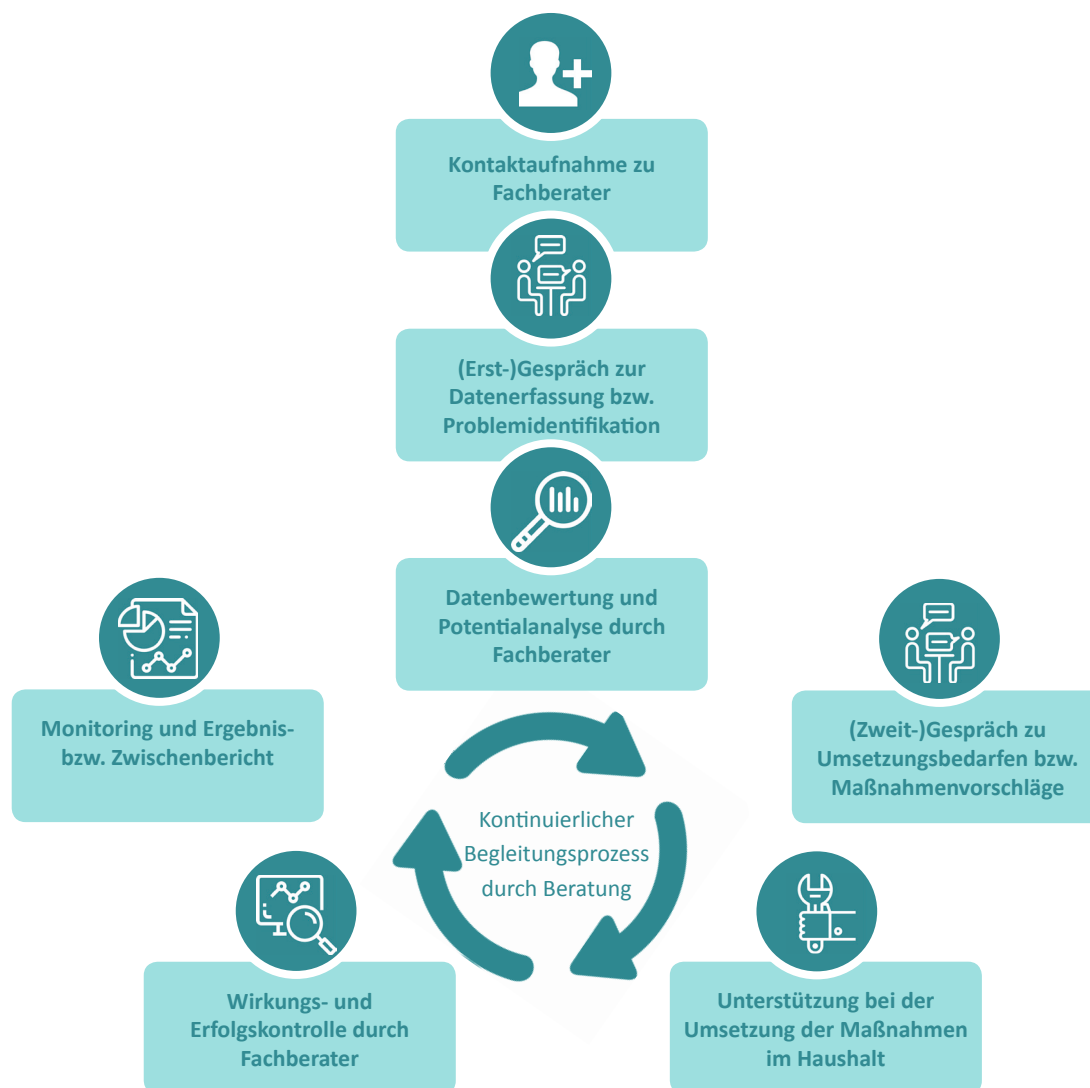 Kontaktaufnahme zu
Fachberater
(Erst-)Gespräch zur
Datenerfassung bzw.
Problemidentifikation
Datenbewertung und
Potentialanalyse durch
Fachberater
(Zweit-)Gespräch zu
Umsetzungsbedarfen bzw.
Maßnahmenvorschläge
Unterstützung bei der
Umsetzung der Maßnahmen
im Haushalt
Wirkungs- und
Erfolgskontrolle durch
Fachberater
Monitoring und Ergebnis-
bzw. Zwischenbericht
Kontinuierlicher
Begleitungsprozess
durch Beratung